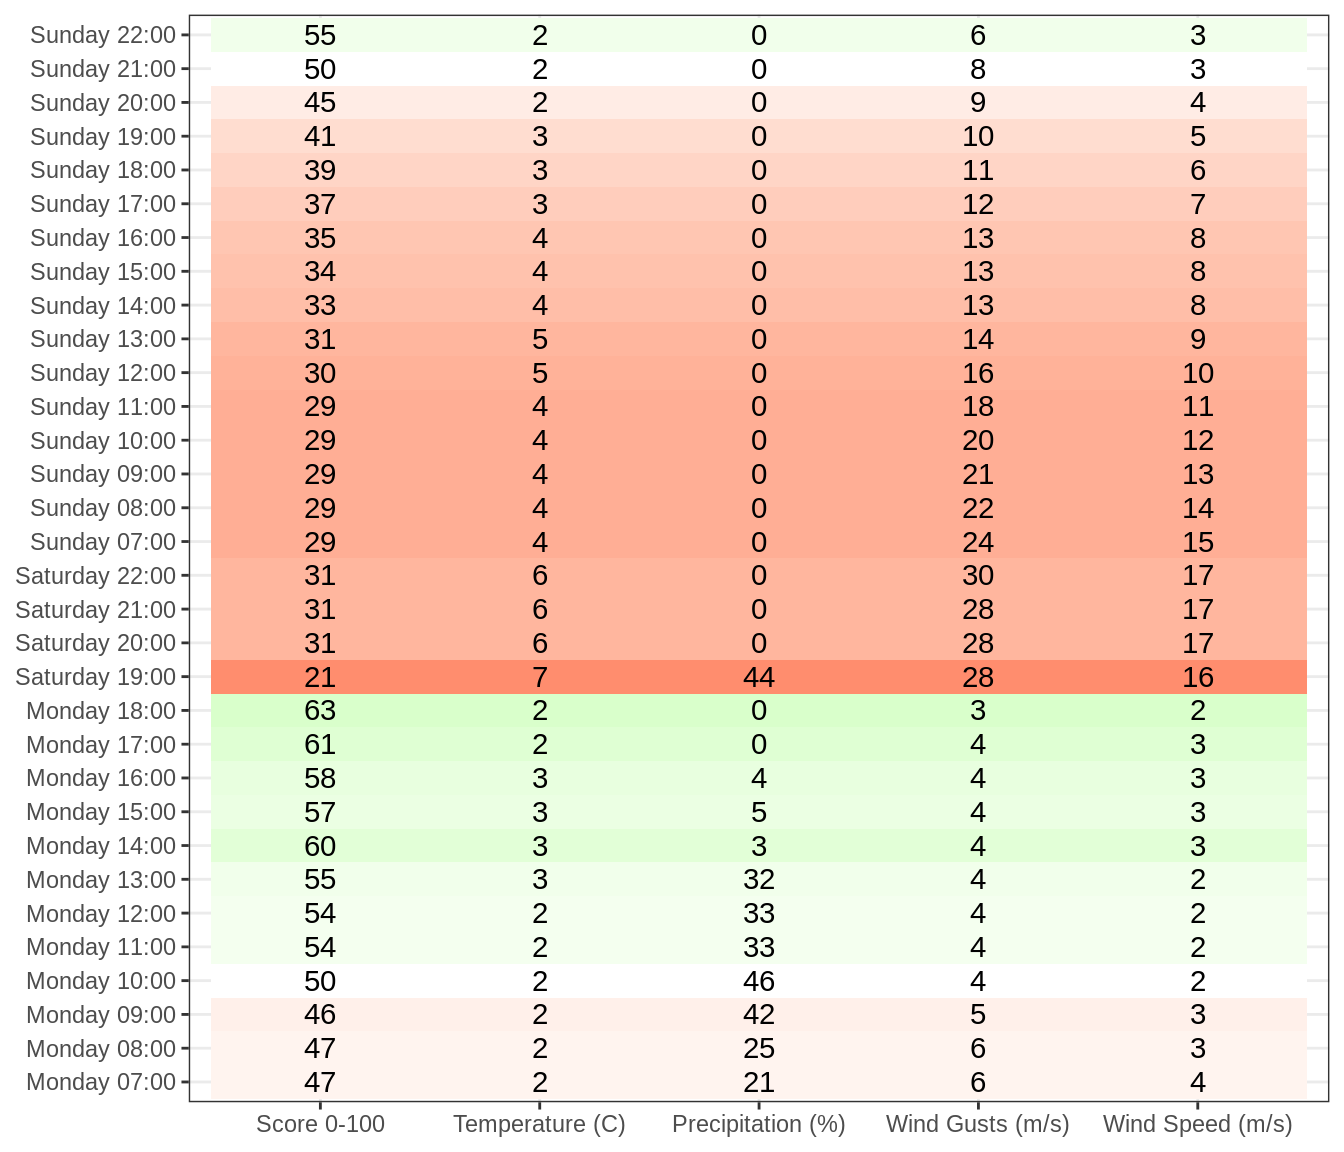 Sunday 22:00 55 2 0 6 3
Sunday 21:00 50 2 0 8 3
Sunday 20:00 45 2 0 9 4
Sunday 19:00 41 3 0 10 5
Sunday 18:00 39 3 0 11 6
Sunday 17:00 37 3 0 12 7
Sunday 16:00 35 4 0 13 8
Sunday 15:00 34 4 0 13 8
Sunday 14:00 33 4 0 13 8
Sunday 13:00 31 5 0 14 9
Sunday 12:00 30 5 0 16 10
Sunday 11:00 29 4 0 18 11
Sunday 10:00 29 4 0 20 12
Sunday 09:00 29 4 0 21 13
Sunday 08:00 29 4 0 22 14
Sunday 07:00 29 4 0 24 15
Saturday 22:00 31 6 0 30 17
Saturday 21:00 31 6 0 28 17
Saturday 20:00 31 6 0 28 17
Saturday 19:00 21 7 44 28 16
Monday 18:00 63 2 0 3 2
Monday 17:00 61 2 0 4 3
Monday 16:00 58 3 4 4 3
Monday 15:00 57 3 5 4 3
Monday 14:00 60 3 3 4 3
Monday 13:00 55 3 32 4 2
Monday 12:00 54 2 33 4 2
Monday 11:00 54 2 33 4 2
Monday 10:00 50 2 46 4 2
Monday 09:00 46 2 42 5 3
Monday 08:00 47 2 25 6 3
Monday 07:00 47 2 21 6 4
Score 0-100 Temperature (C) Precipitation (%) Wind Gusts (m/s) Wind Speed (m/s)